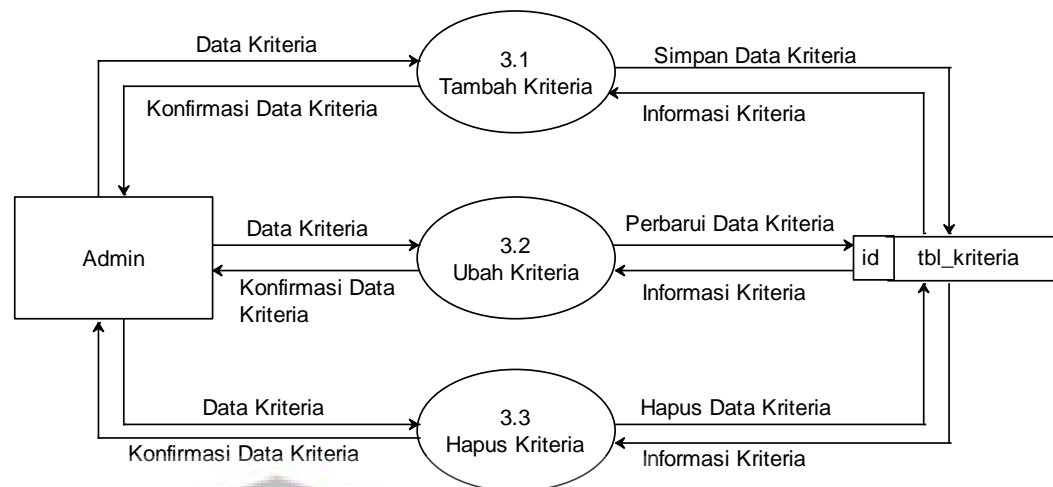 Data Kriteria
3.1
Tambah Kriteria
Simpan Data Kriteria
Konfirmasi Data Kriteria
Informasi Kriteria
Admin
Data Kriteria
3.2
Ubah Kriteria
Perbarui Data Kriteria
id
tbl_kriteria
Konfirmasi Data
Kriteria
Informasi Kriteria
Data Kriteria
3.3
Hapus Kriteria
Hapus Data Kriteria
Konfirmasi Data Kriteria
Informasi Kriteria